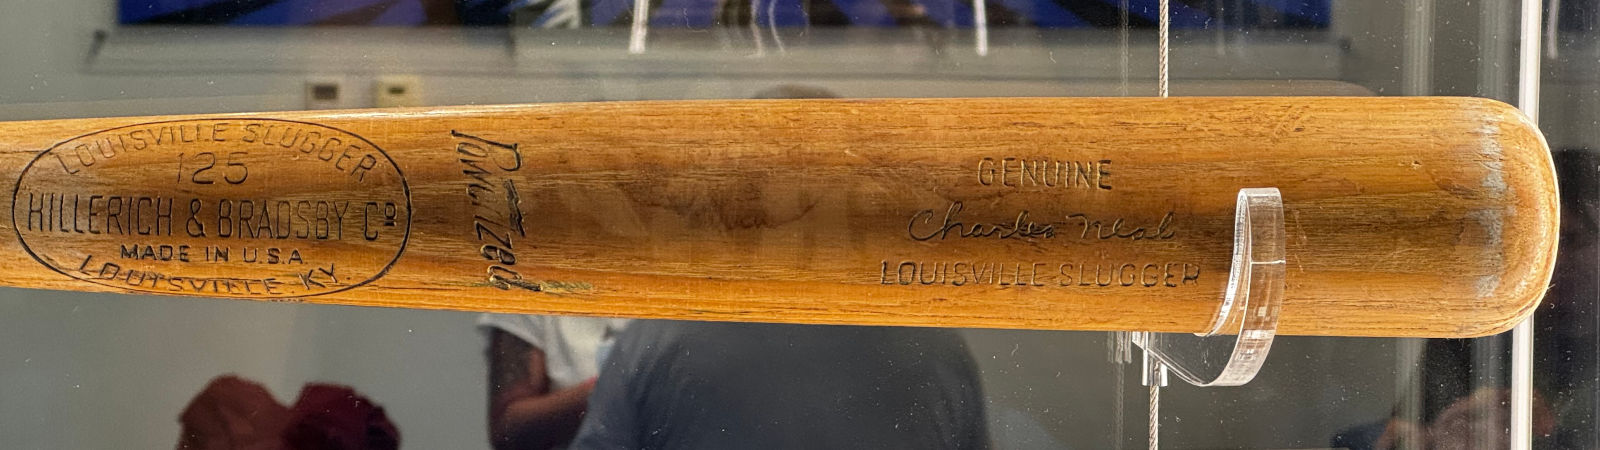 LOUISVILLE SLUGGER
125
HILLERICH & BRADSBY Cº
MADE IN U.S.A.
LOUISVILLE KY.
POWERIZED
GENUINE
Charles Neal
LOUISVILLE SLUGGER